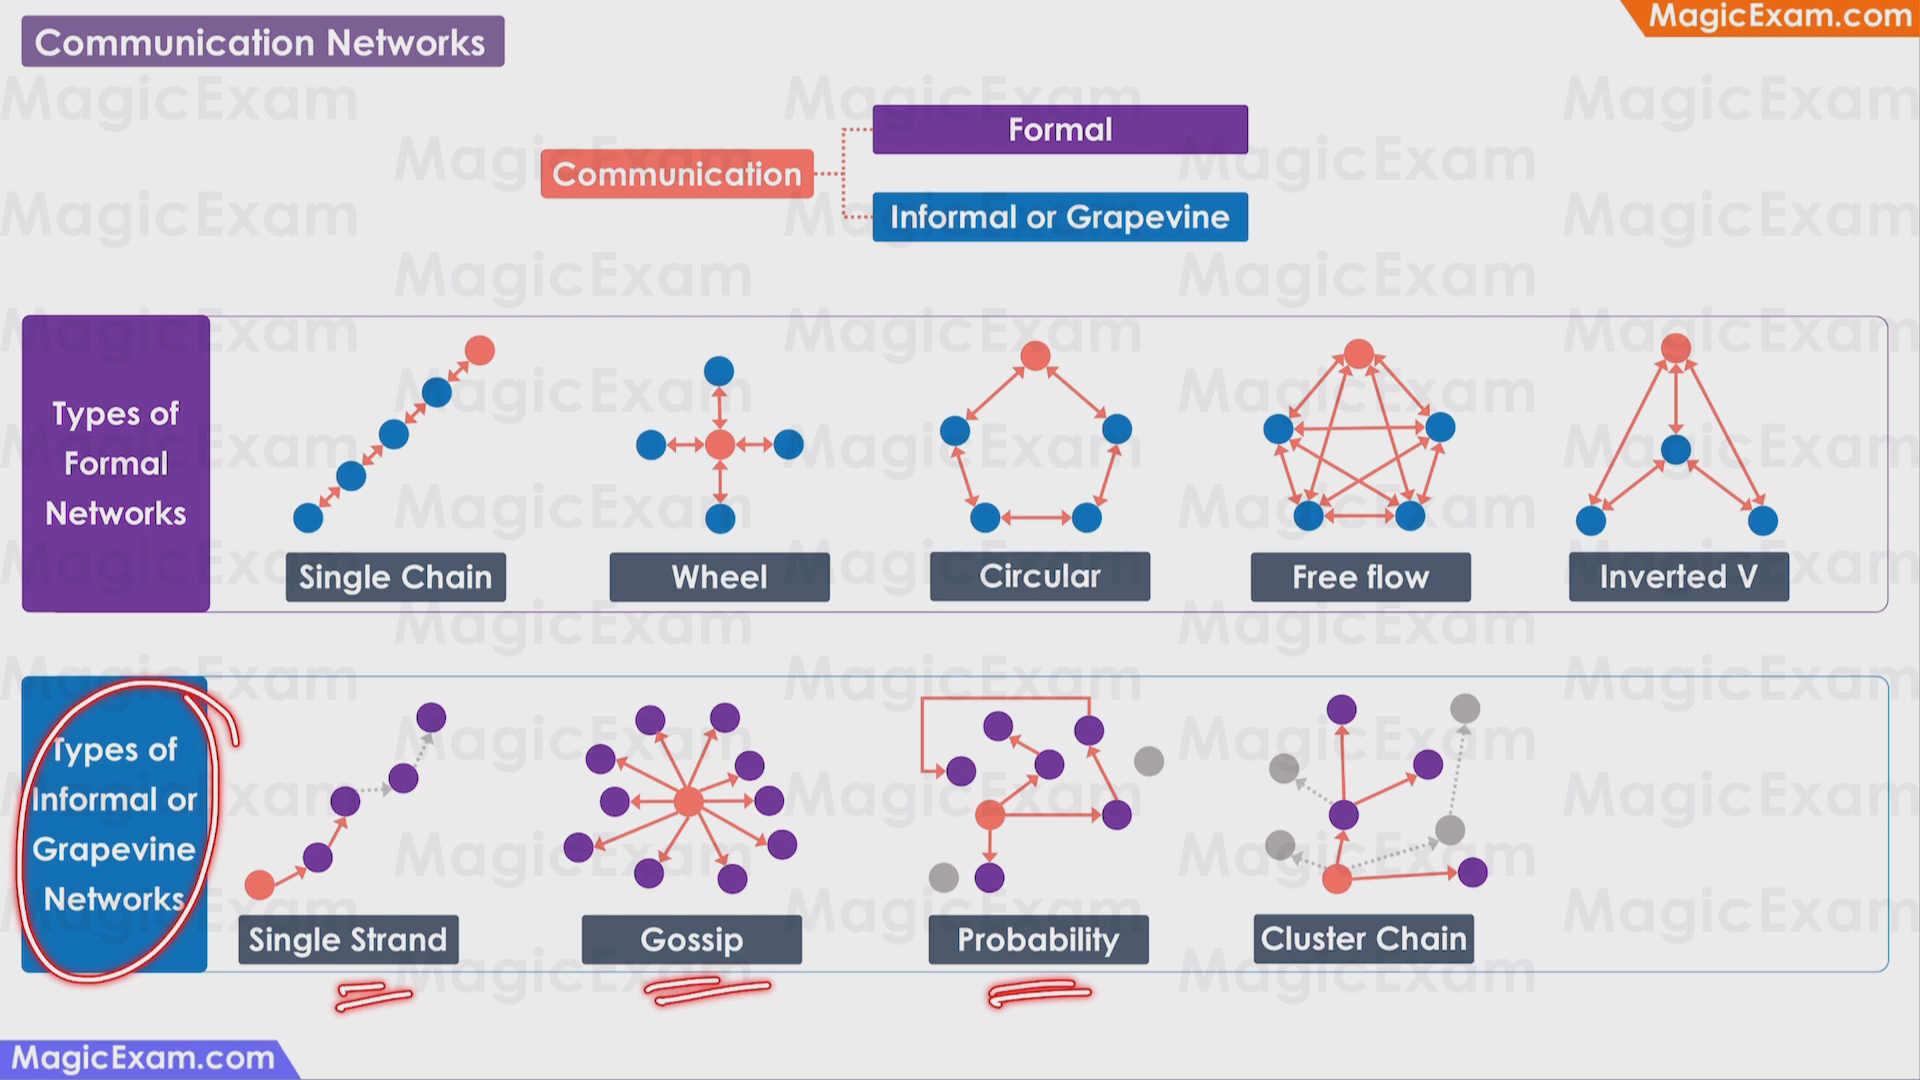 Communication Networks
MagicExam.com
Formal
Communication
Informal or Grapevine
Types of
Formal
Networks
Single Chain
Wheel
Circular
Free flow
Inverted V
Types of
Informal or
Grapevine
Networks
Single Strand
Gossip
Probability
Cluster Chain
MagicExam.com
MagicExam